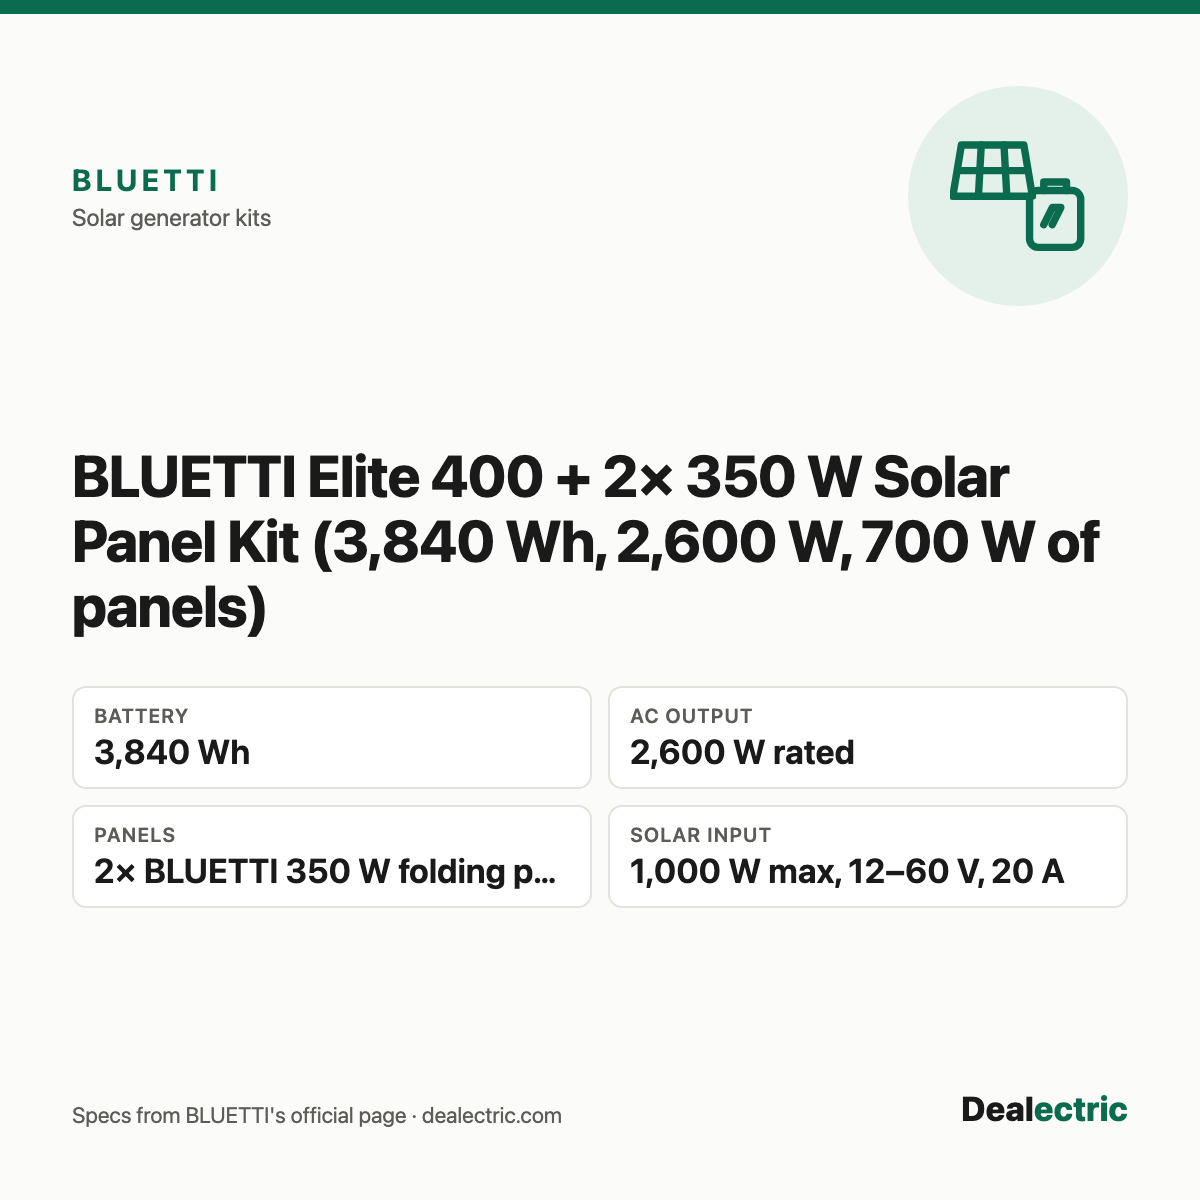 BLUETTI
Solar generator kits
BLUETTI Elite 400 + 2× 350 W Solar
Panel Kit (3,840 Wh, 2,600 W, 700 W of
panels)
BATTERY
3,840 Wh
AC OUTPUT
2,600 W rated
PANELS
2× BLUETTI 350 W folding p…
SOLAR INPUT
1,000 W max, 12–60 V, 20 A
Specs from BLUETTI's official page · dealectric.com
Dealectric